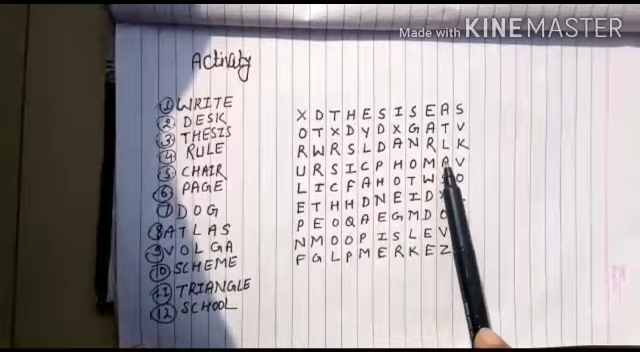 Made with KINEMASTER
Activity
1 WRITE
2 DESK
3 THESIS
4 RULE
5 CHAIR
6 PAGE
7 DOG
8 ATLAS
9 VOLGA
10 SCHEME
11 TRIANGLE
12 SCHOOL
X D T H E S I S E A S
O T X D Y D X G A T V
R W R S L D A N R L K
U R S I C P H O M A V
L I C F A H O T W S O
E T H H D N E I D
P E O Q A E G M D O
N M O O P I S L E V
F G L P M E R K E Z